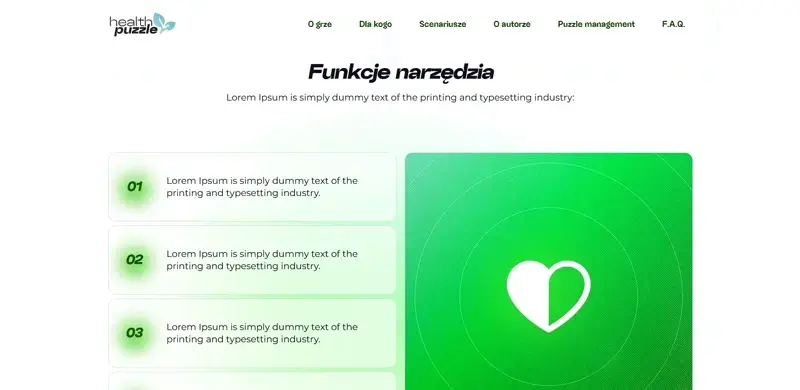 health
puzzle
O grze Dla kogo Scenariusze O autorze Puzzle management F.A.Q.
Funkcje narzędzia
Lorem Ipsum is simply dummy text of the printing and typesetting industry:
01
Lorem Ipsum is simply dummy text of the
printing and typesetting industry.
02
Lorem Ipsum is simply dummy text of the
printing and typesetting industry.
03
Lorem Ipsum is simply dummy text of the
printing and typesetting industry.